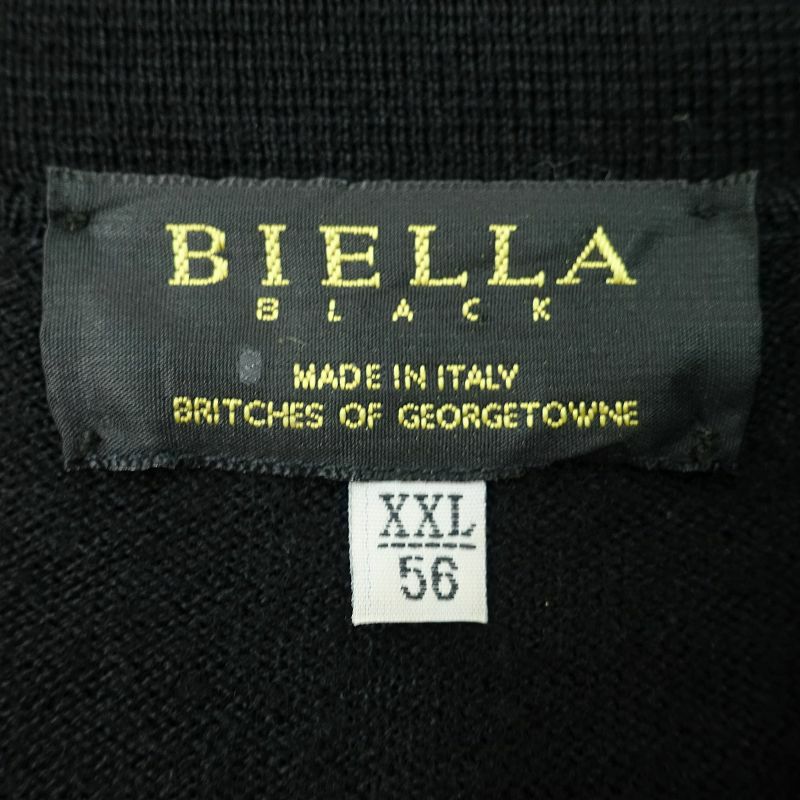 BIELLA
BLACK
MADE IN ITALY
BRITCHES OF GEORGETOWNE
XXL
56